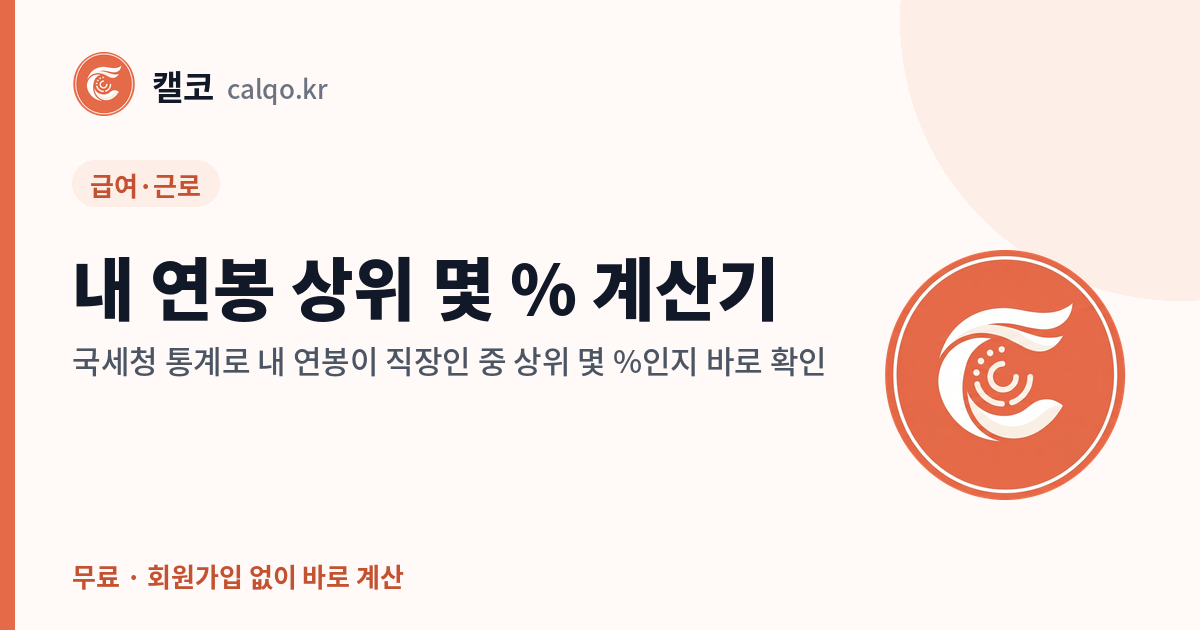 캘코 calqo.kr
급여·근로
내 연봉 상위 몇 % 계산기
국세청 통계로 내 연봉이 직장인 중 상위 몇 %인지 바로 확인
무료 · 회원가입 없이 바로 계산